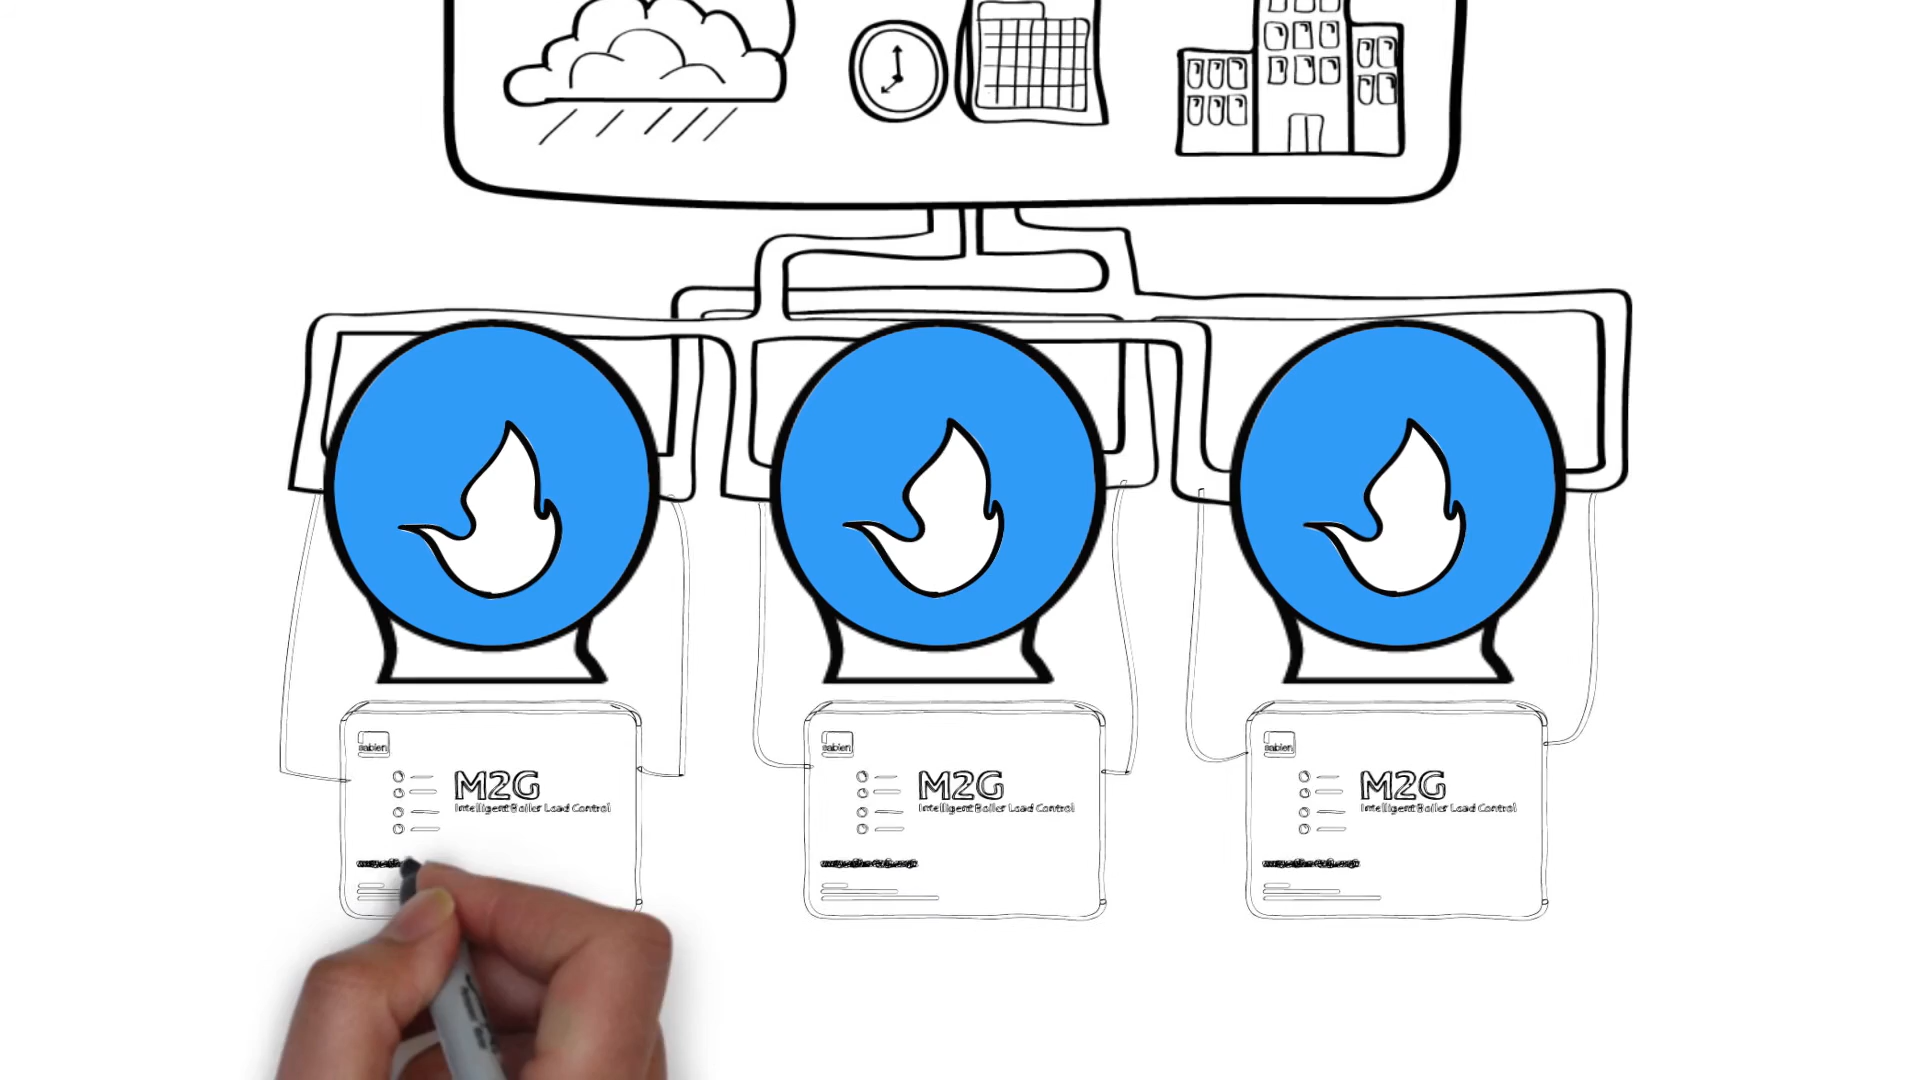 sabien
M2G
Intelligent Boiler Load Control
sabien
M2G
Intelligent Boiler Load Control
sabien
M2G
Intelligent Boiler Load Control